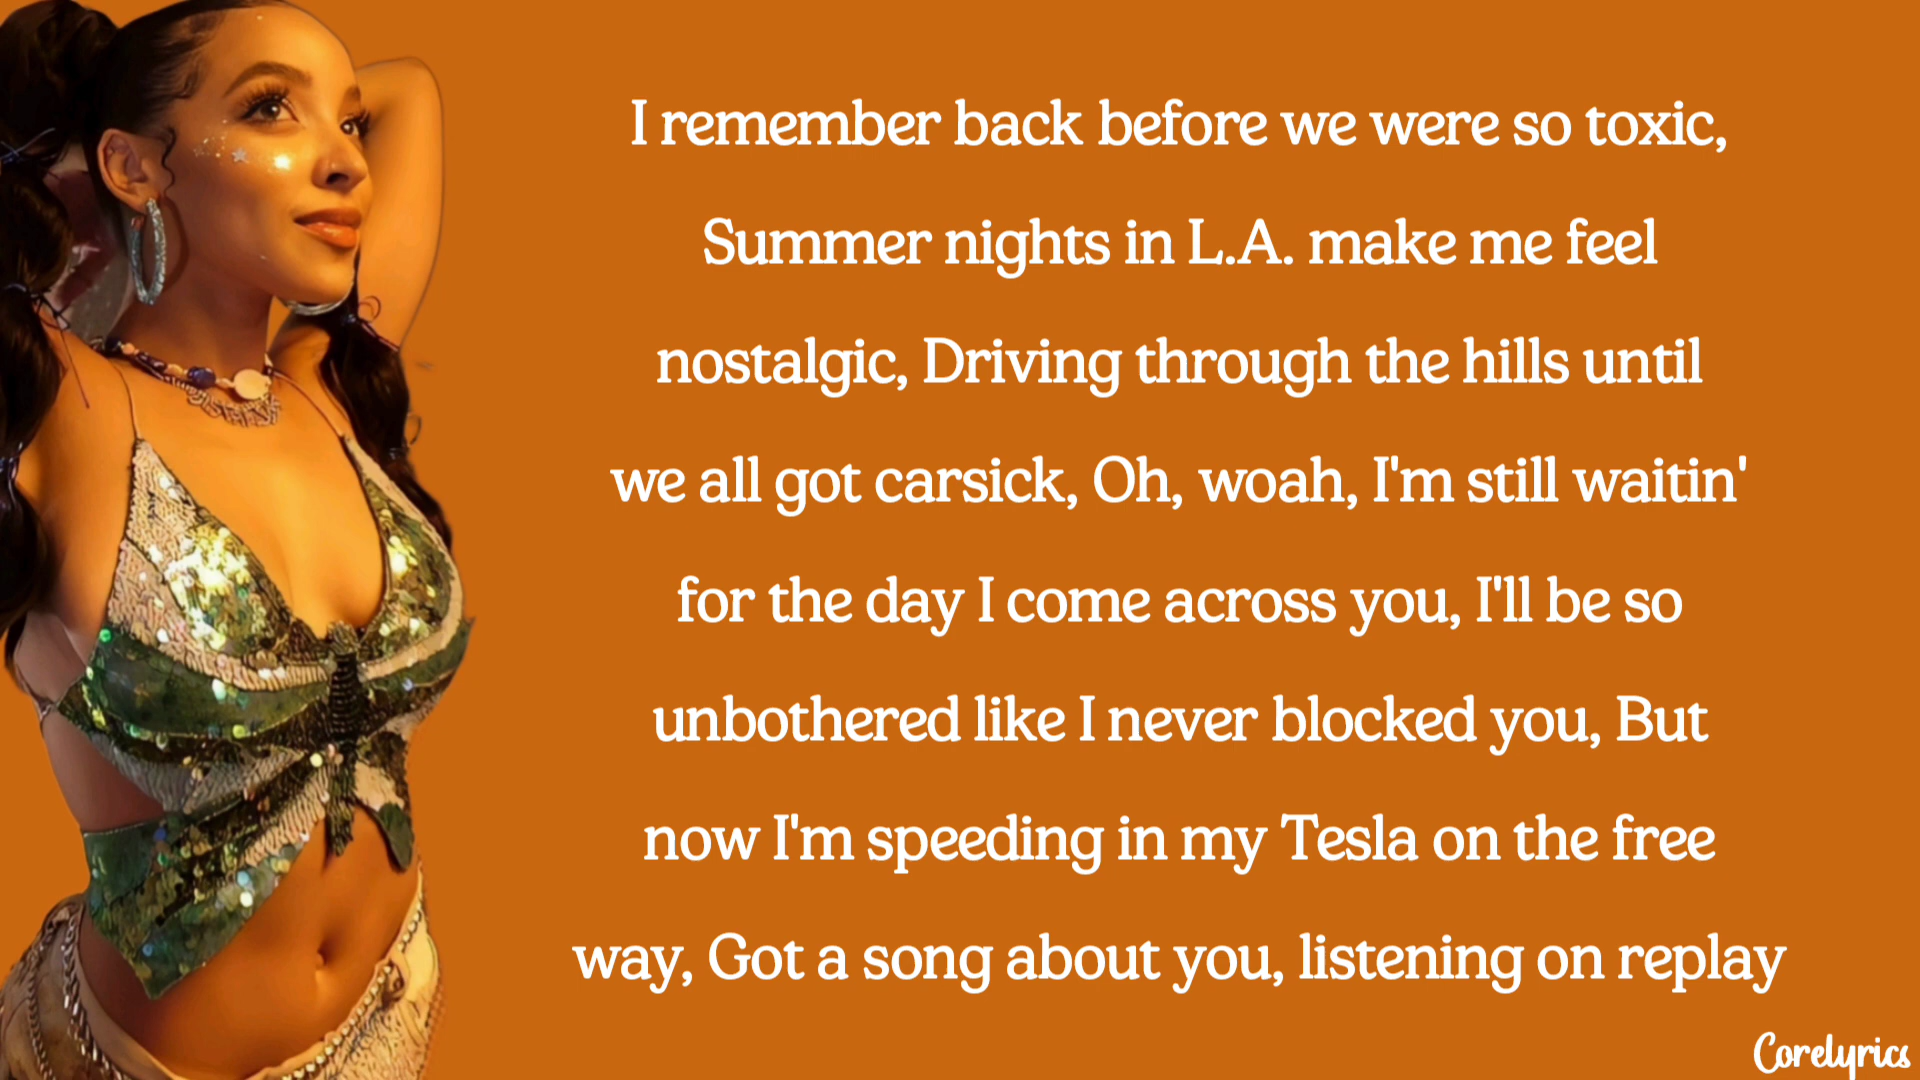 I remember back before we were so toxic,
Summer nights in L.A. make me feel
nostalgic, Driving through the hills until
we all got carsick, Oh, woah, I'm still waitin'
for the day I come across you, I'll be so
unbothered like I never blocked you, But
now I'm speeding in my Tesla on the free
way, Got a song about you, listening on replay
Corelyrics